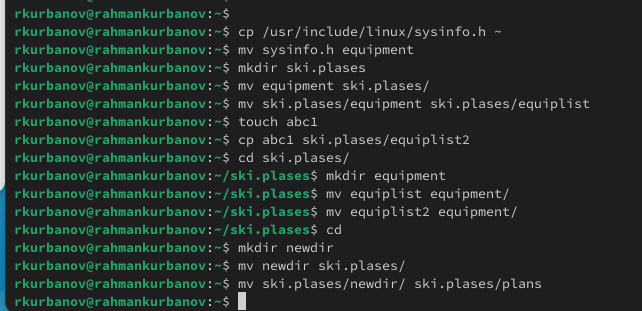 rkurbanov@rahmankurbanov:~$
rkurbanov@rahmankurbanov:~$ cp /usr/include/linux/sysinfo.h ~
rkurbanov@rahmankurbanov:~$ mv sysinfo.h equipment
rkurbanov@rahmankurbanov:~$ mkdir ski.plases
rkurbanov@rahmankurbanov:~$ mv equipment ski.plases/
rkurbanov@rahmankurbanov:~$ mv ski.plases/equipment ski.plases/equiplist
rkurbanov@rahmankurbanov:~$ touch abc1
rkurbanov@rahmankurbanov:~$ cp abc1 ski.plases/equiplist2
rkurbanov@rahmankurbanov:~$ cd ski.plases/
rkurbanov@rahmankurbanov:~/ski.plases$ mkdir equipment
rkurbanov@rahmankurbanov:~/ski.plases$ mv equiplist equipment/
rkurbanov@rahmankurbanov:~/ski.plases$ mv equiplist2 equipment/
rkurbanov@rahmankurbanov:~/ski.plases$ cd
rkurbanov@rahmankurbanov:~$ mkdir newdir
rkurbanov@rahmankurbanov:~$ mv newdir ski.plases/
rkurbanov@rahmankurbanov:~$ mv ski.plases/newdir/ ski.plases/plans
rkurbanov@rahmankurbanov:~$